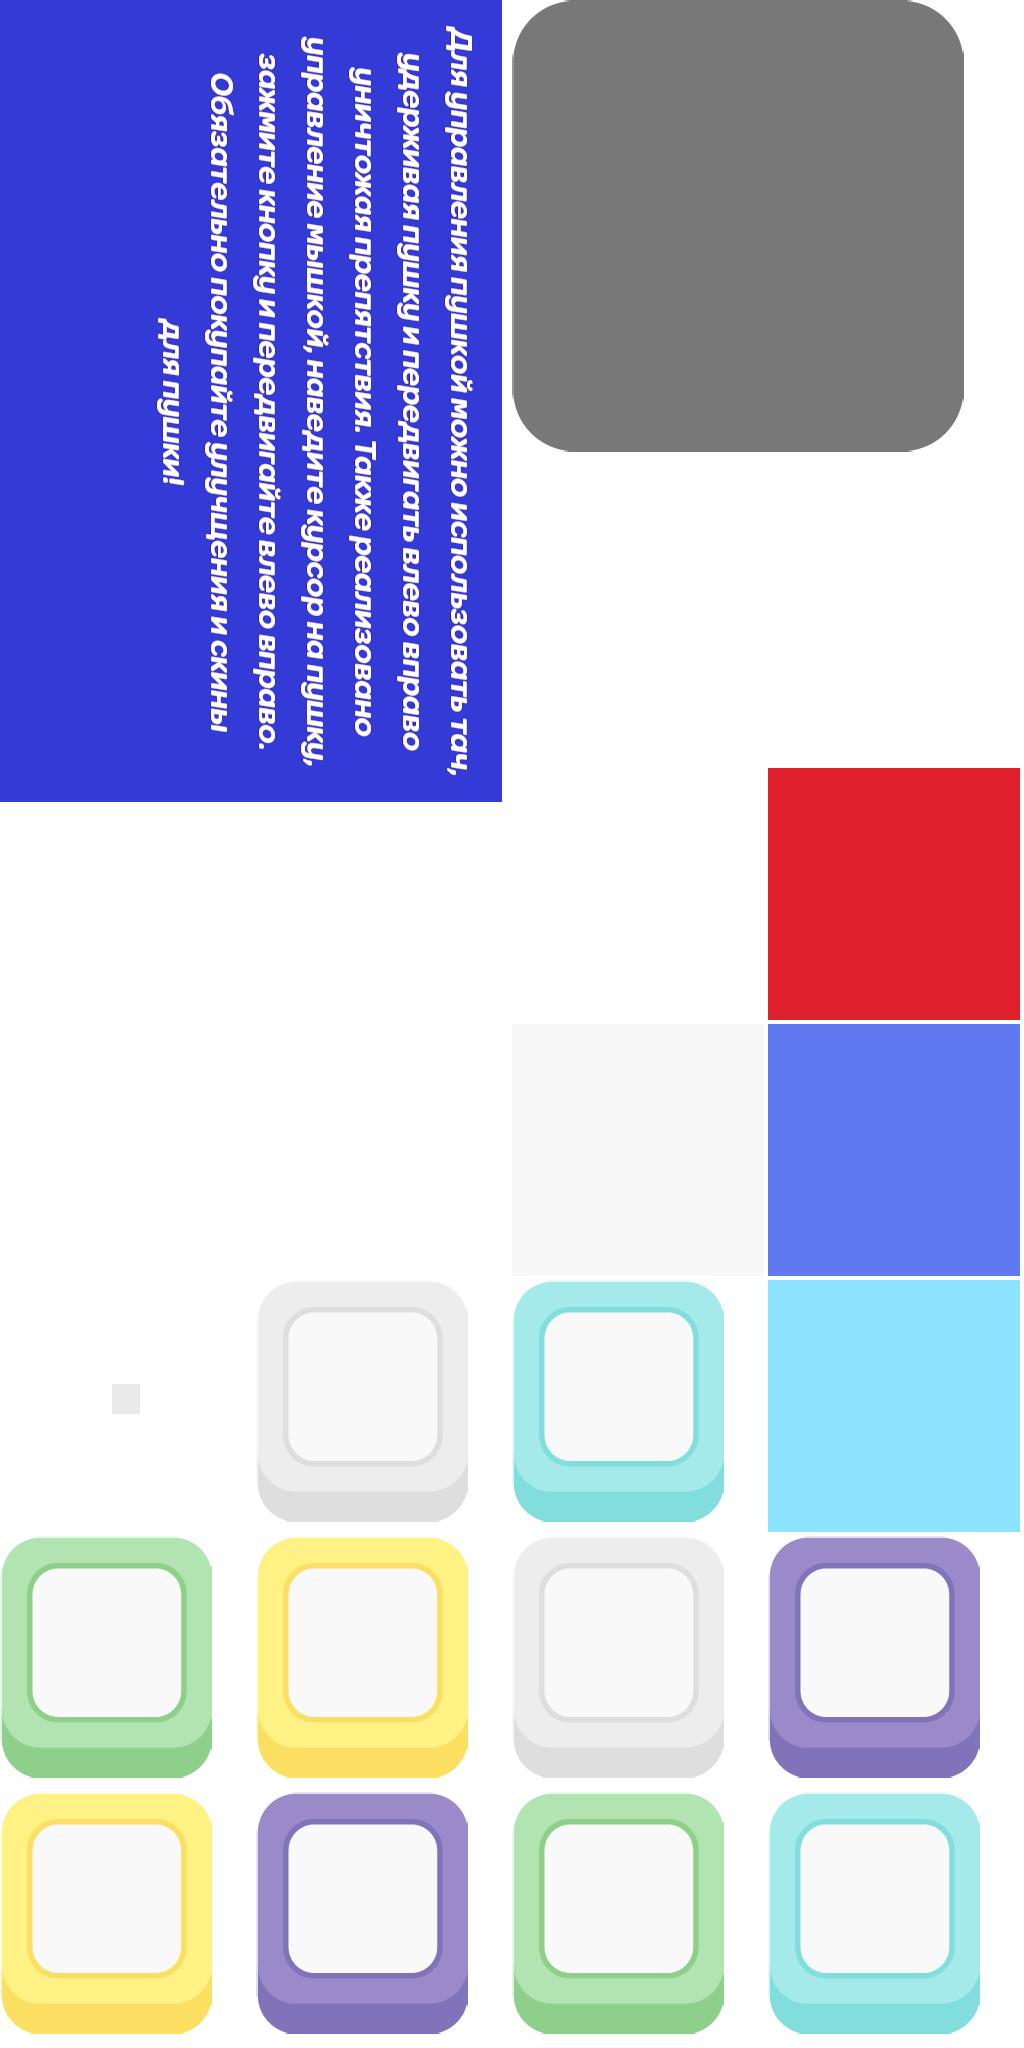 Для управления пушкой можно использовать тач,
удерживая пушку и передвигать влево вправо
уничтожая препятствия. Также реализовано
управление мышкой, наведите курсор на пушку,
зажмите кнопку и передвигайте влево вправо.
Обязательно покупайте улучщения и скины
для пушки!